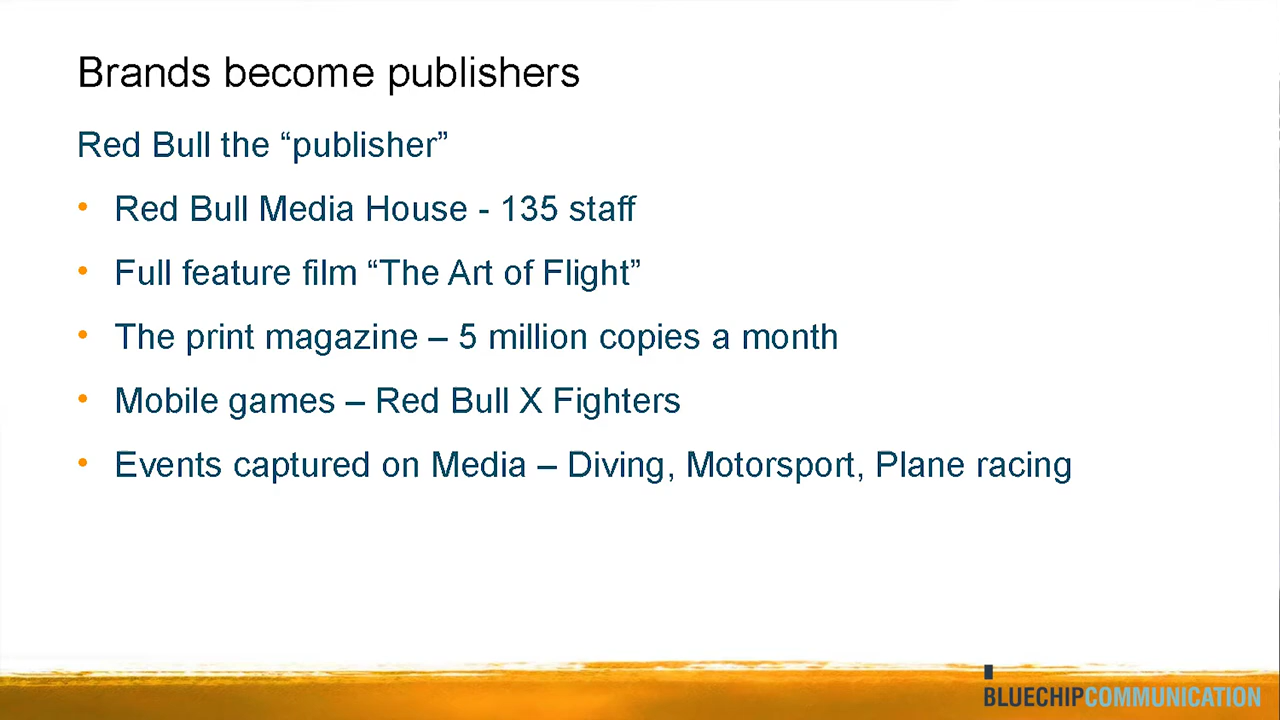 Brands become publishers
Red Bull the “publisher”
• Red Bull Media House - 135 staff
• Full feature film “The Art of Flight”
• The print magazine – 5 million copies a month
• Mobile games – Red Bull X Fighters
• Events captured on Media – Diving, Motorsport, Plane racing
BLUECHIPCOMMUNICATION